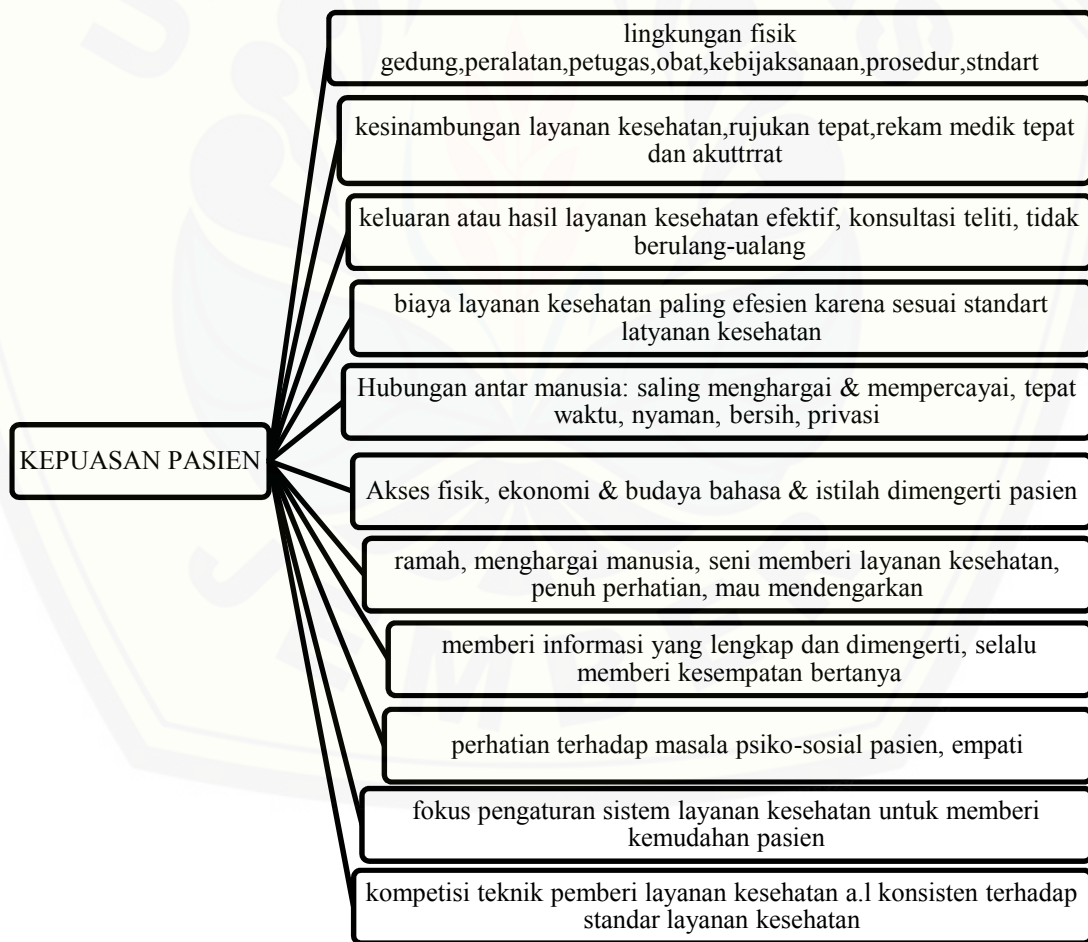 lingkungan fisik
gedung,peralatan,petugas,obat,kebijaksanaan,prosedur,stndart
kesinambungan layanan kesehatan,rujukan tepat,rekam medik tepat
dan akuttrrat
keluaran atau hasil layanan kesehatan efektif, konsultasi teliti, tidak
berulang-ualang
biaya layanan kesehatan paling efesien karena sesuai standart
latyanan kesehatan
Hubungan antar manusia: saling menghargai & mempercayai, tepat
waktu, nyaman, bersih, privasi
KEPUASAN PASIEN
Akses fisik, ekonomi & budaya bahasa & istilah dimengerti pasien
ramah, menghargai manusia, seni memberi layanan kesehatan,
penuh perhatian, mau mendengarkan
memberi informasi yang lengkap dan dimengerti, selalu
memberi kesempatan bertanya
perhatian terhadap masala psiko-sosial pasien, empati
fokus pengaturan sistem layanan kesehatan untuk memberi
kemudahan pasien
kompetisi teknik pemberi layanan kesehatan a.l konsisten terhadap
standar layanan kesehatan